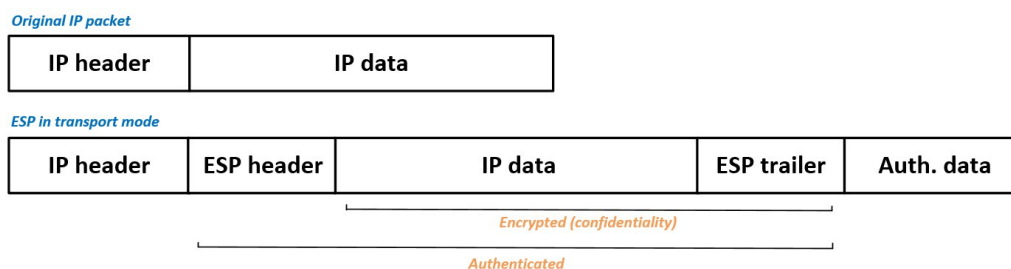 Original IP packet
IP header IP data
ESP in transport mode
IP header ESP header IP data ESP trailer Auth. data
Encrypted (confidentiality)
Authenticated